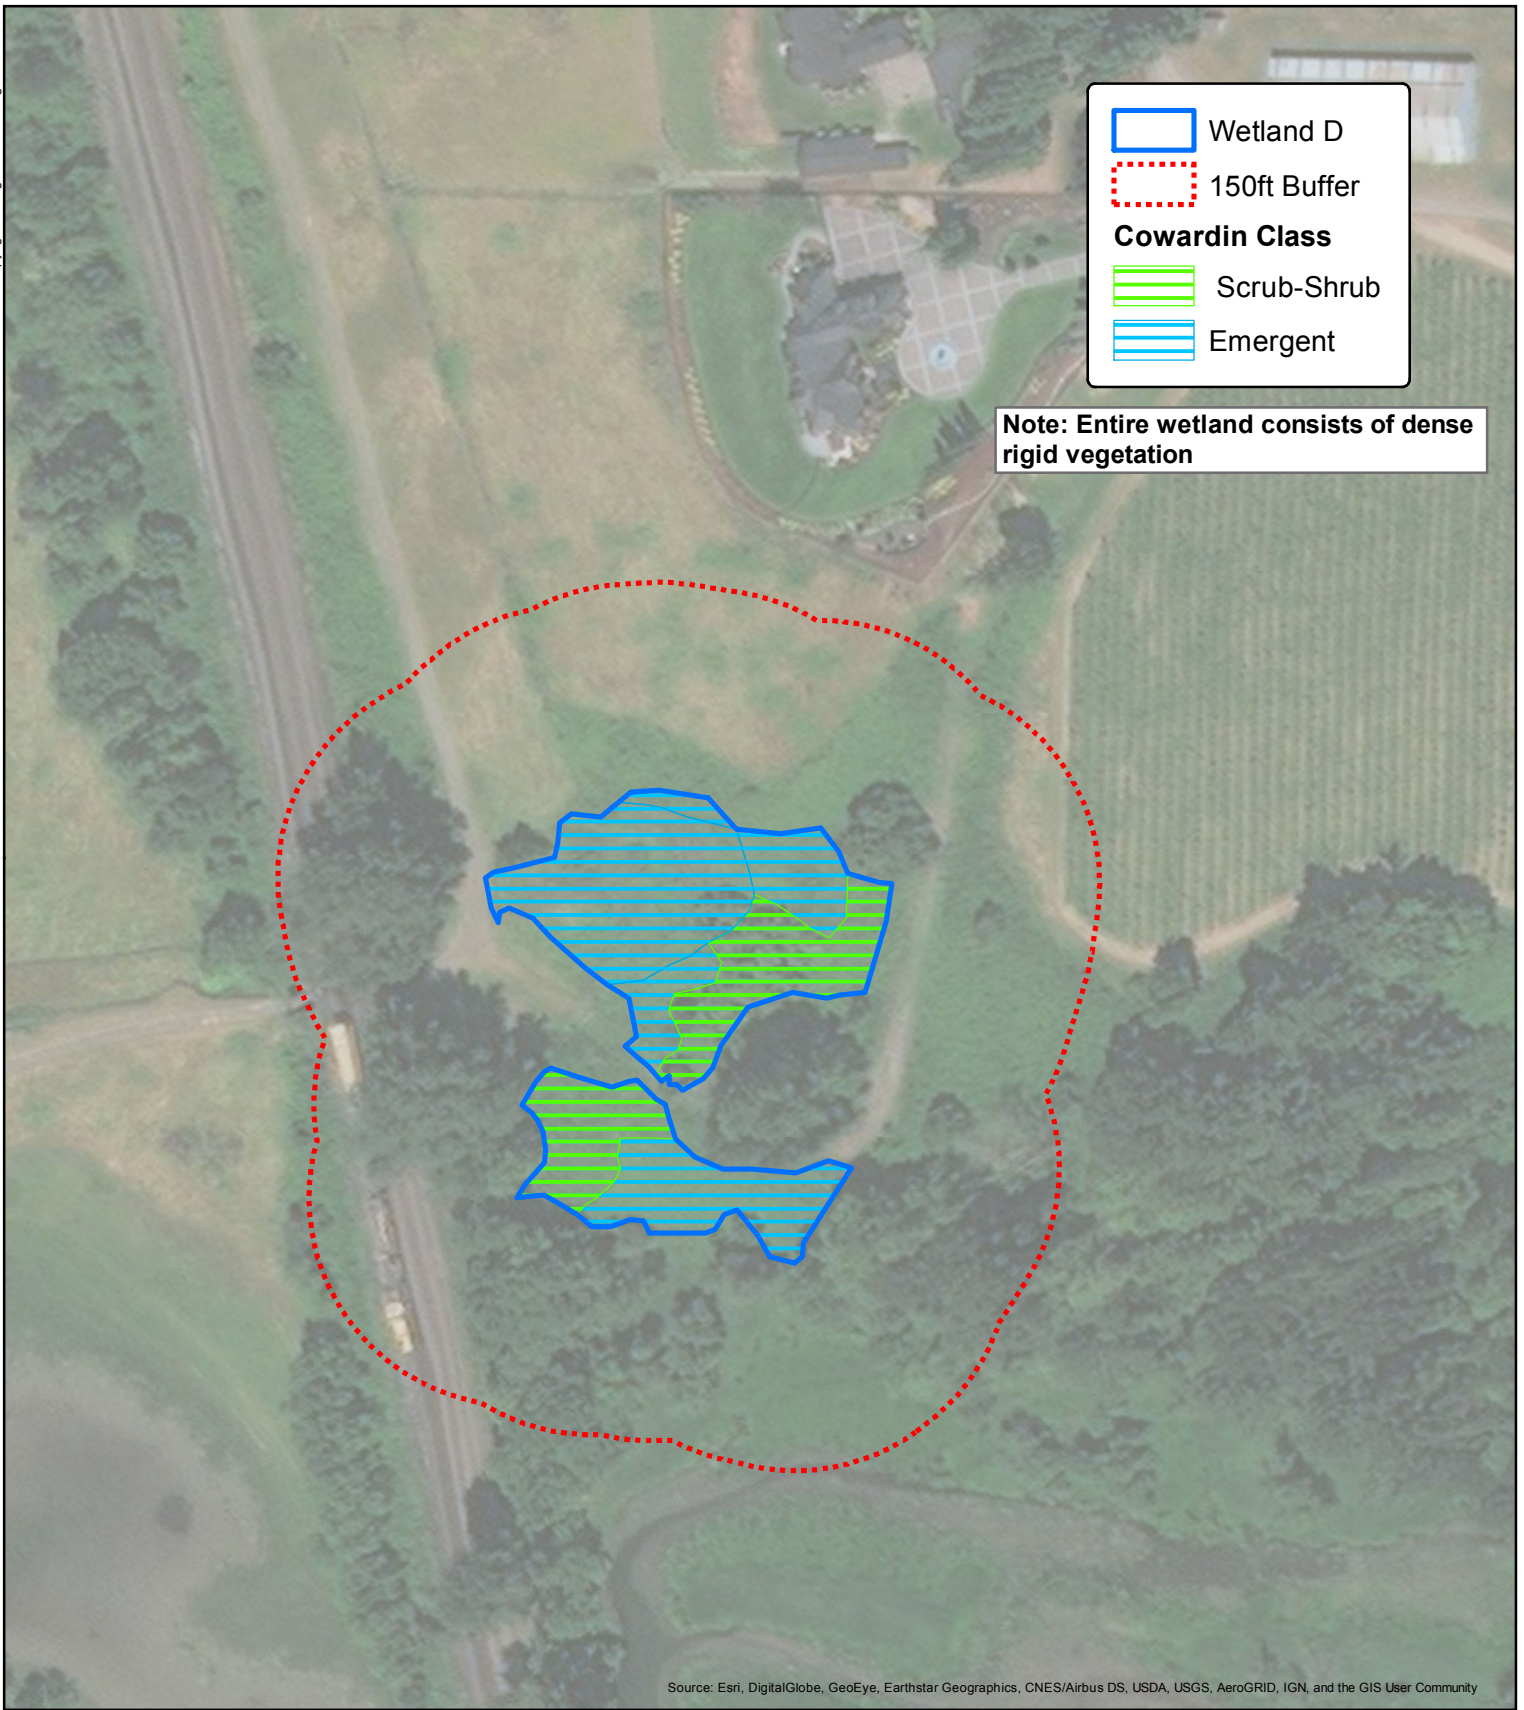 Wetland D
150ft Buffer
Cowardin Class
Scrub-Shrub
Emergent
Note: Entire wetland consists of dense
rigid vegetation
Source: Esri, DigitalGlobe, GeoEye, Earthstar Geographics, CNES/Airbus DS, USDA, USGS, AeroGRID, IGN, and the GIS User Community